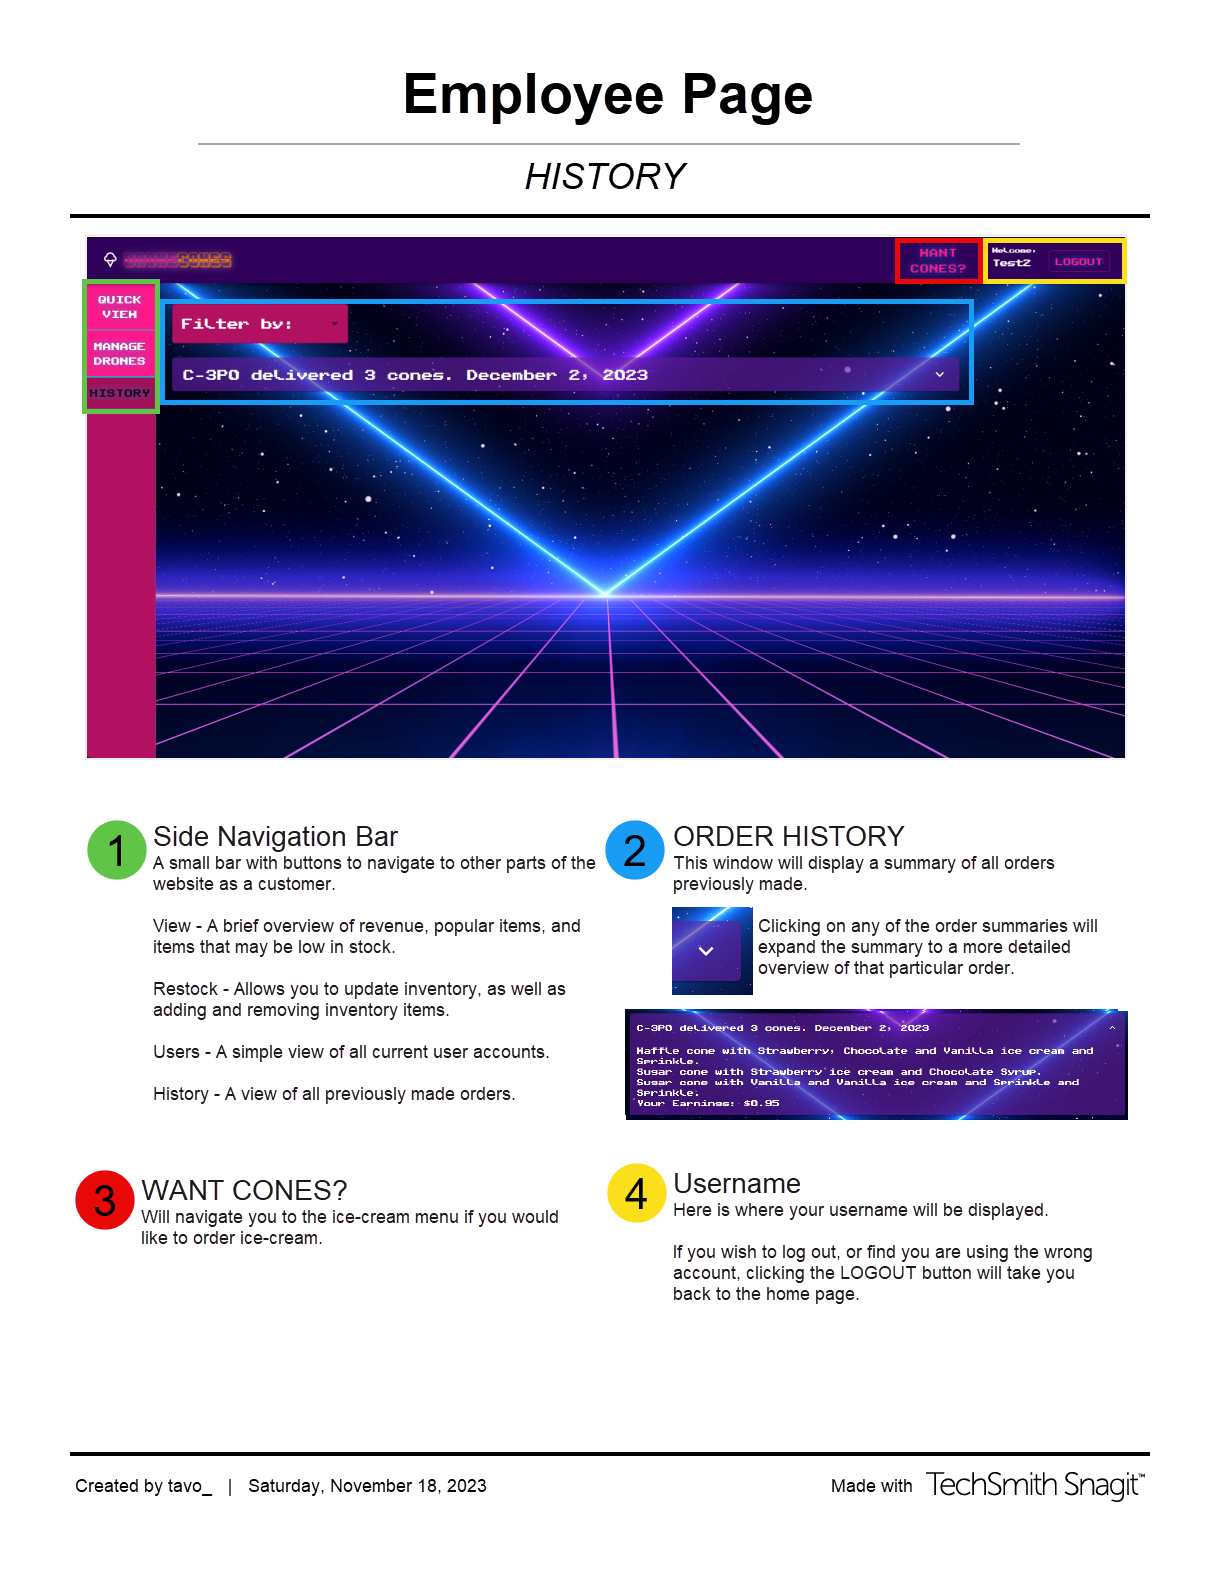 Employee Page
HISTORY
DRONECONES
WANT
CONES?
Welcome,
Test2
LOGOUT
QUICK
VIEW
MANAGE
DRONES
HISTORY
Filter by:
C-3PO delivered 3 cones. December 2, 2023
1
Side Navigation Bar
A small bar with buttons to navigate to other parts of the
website as a customer.
View - A brief overview of revenue, popular items, and
items that may be low in stock.
Restock - Allows you to update inventory, as well as
adding and removing inventory items.
Users - A simple view of all current user accounts.
History - A view of all previously made orders.
2
ORDER HISTORY
This window will display a summary of all orders
previously made.
Clicking on any of the order summaries will
expand the summary to a more detailed
overview of that particular order.
C-3PO delivered 3 cones. December 2, 2023
Waffle cone with Strawberry, Chocolate and Vanilla ice cream and
Sprinkle.
Sugar cone with Strawberry ice cream and Chocolate Syrup.
Sugar cone with Vanilla and Vanilla ice cream and Sprinkle and
Sprinkle.
Your Earnings: $0.95
3
WANT CONES?
Will navigate you to the ice-cream menu if you would
like to order ice-cream.
4
Username
Here is where your username will be displayed.
If you wish to log out, or find you are using the wrong
account, clicking the LOGOUT button will take you
back to the home page.
Created by tavo_ | Saturday, November 18, 2023
Made with TechSmith Snagit™